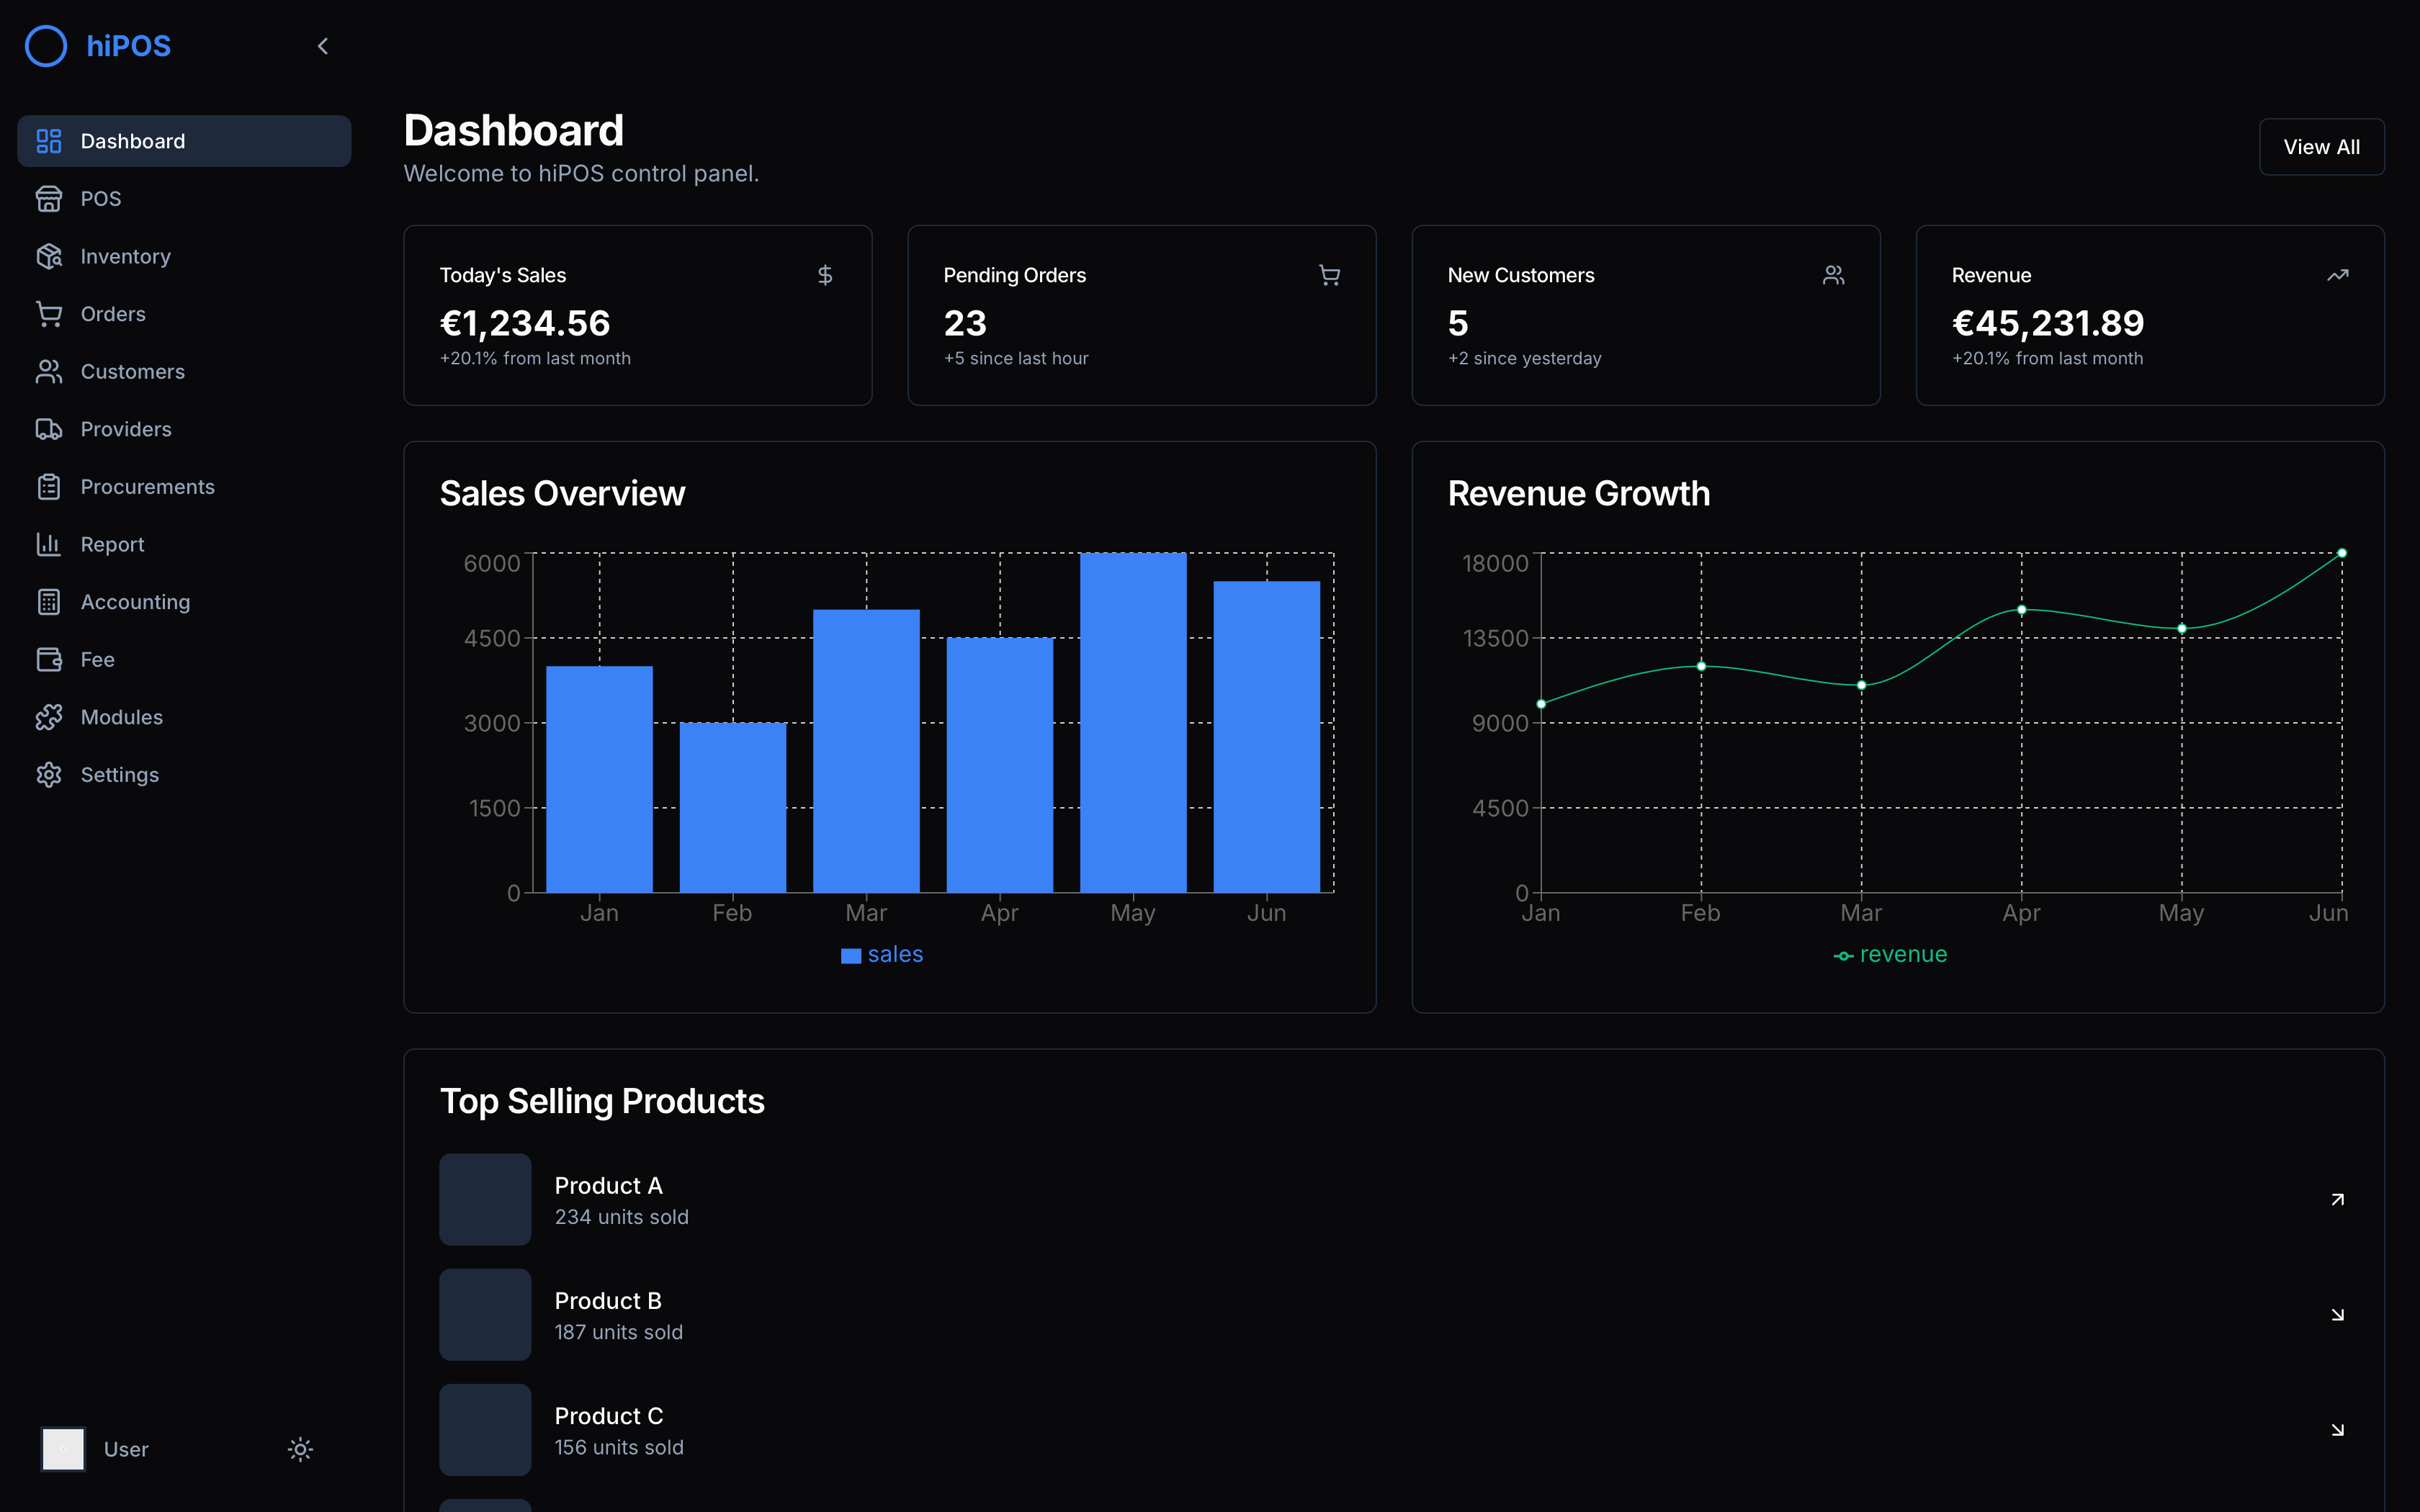 hiPOS
Dashboard
POS
Inventory
Orders
Customers
Providers
Procurements
Report
Accounting
Fee
Modules
Settings
User
Dashboard
Welcome to hiPOS control panel.
View All
Today's Sales
€1,234.56
+20.1% from last month
Pending Orders
23
+5 since last hour
New Customers
5
+2 since yesterday
Revenue
€45,231.89
+20.1% from last month
Sales Overview
6000
4500
3000
1500
0
Jan Feb Mar Apr May Jun
sales
Revenue Growth
18000
13500
9000
4500
0
Jan Feb Mar Apr May Jun
revenue
Top Selling Products
Product A
234 units sold
Product B
187 units sold
Product C
156 units sold